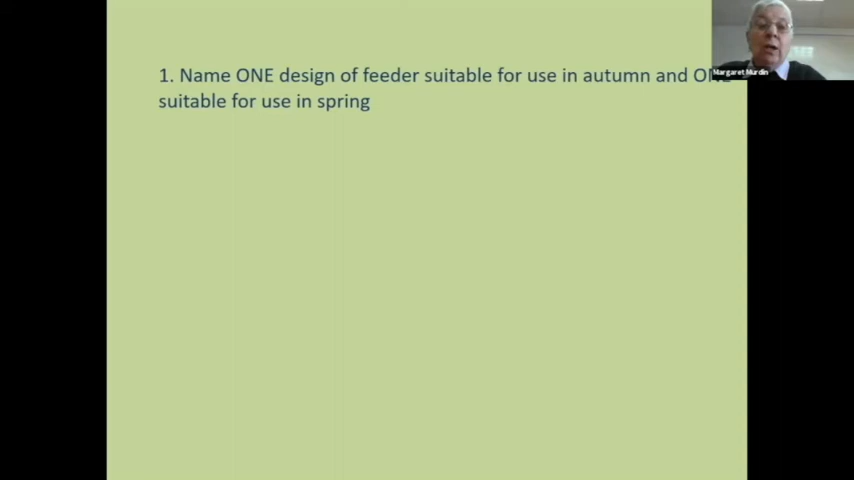 1. Name ONE design of feeder suitable for use in autumn and ONE
suitable for use in spring
Margaret Murdin